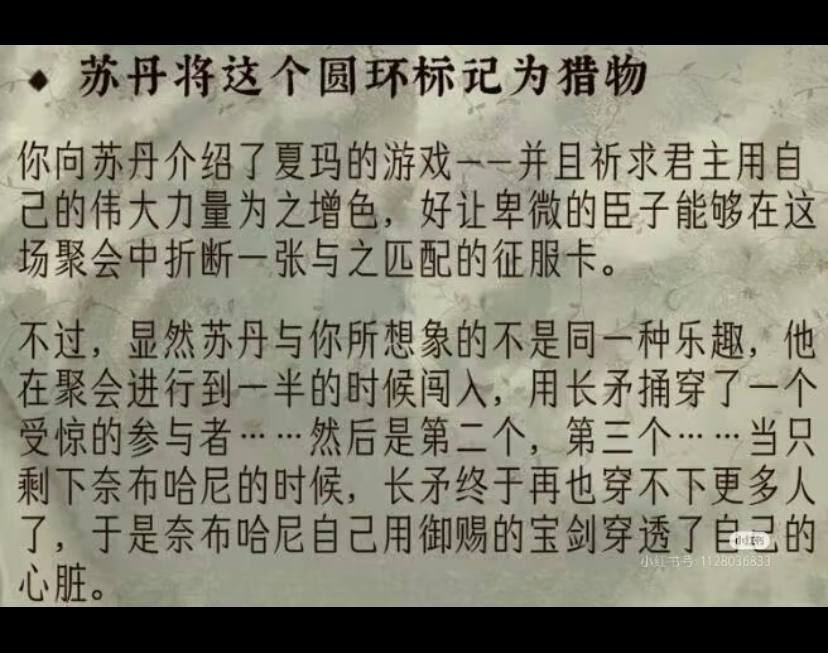 ◆ 苏丹将这个圆环标记为猎物
你向苏丹介绍了夏玛的游戏——并且祈求君主用自
己的伟大力量为之增色，好让卑微的臣子能够在这
场聚会中折断一张与之匹配的征服卡。
不过，显然苏丹与你所想象的不是同一种乐趣，他
在聚会进行到一半的时候闯入，用长矛捅穿了一个
受惊的参与者……然后是第二个，第三个……当只
剩下奈布哈尼的时候，长矛终于再也穿不下更多人
了，于是奈布哈尼自己用御赐的宝剑穿透了自己的
心脏。
小红书
小红书号:1128036833